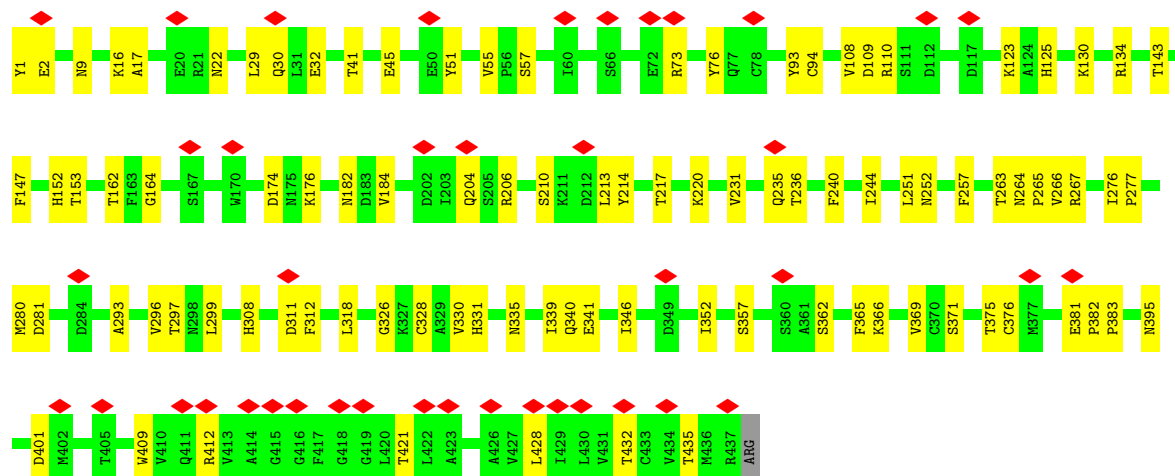 Y1 E2 N9 K16 A17 E20 R21 N22 L29 Q30 L31 E32 T41 E45 E50 Y51 V55 P56 S57 I60 S66 E72 R73 Y76 Q77 C78 Y93 C94 V108 D109 R110 S111 D112 D117 K123 A124 H125 K130 R134 T143
F147 H152 T153 T162 F163 G164 S167 W170 D174 N175 K176 N182 D183 V184 D202 I203 Q204 S205 R206 S210 K211 D212 L213 Y214 T217 K220 V231 Q235 T236 F240 I244 L251 N252 F257 T263 N264 P265 V266 R267 I276 P277
M280 D281 D284 A293 V296 T297 N298 L299 H308 D311 F312 L318 G326 K327 C328 A329 V330 H331 N335 I339 Q340 E341 I346 D349 I352 S357 S360 A361 S362 F365 K366 V369 C370 S371 T375 C376 M377 E381 P382 P383 N395
D401 M402 T405 W409 V410 Q411 R412 V413 A414 G415 G416 F417 G418 G419 L420 T421 L422 A423 A426 V427 L428 I429 L430 V431 T432 C433 V434 T435 M436 R437 ARG